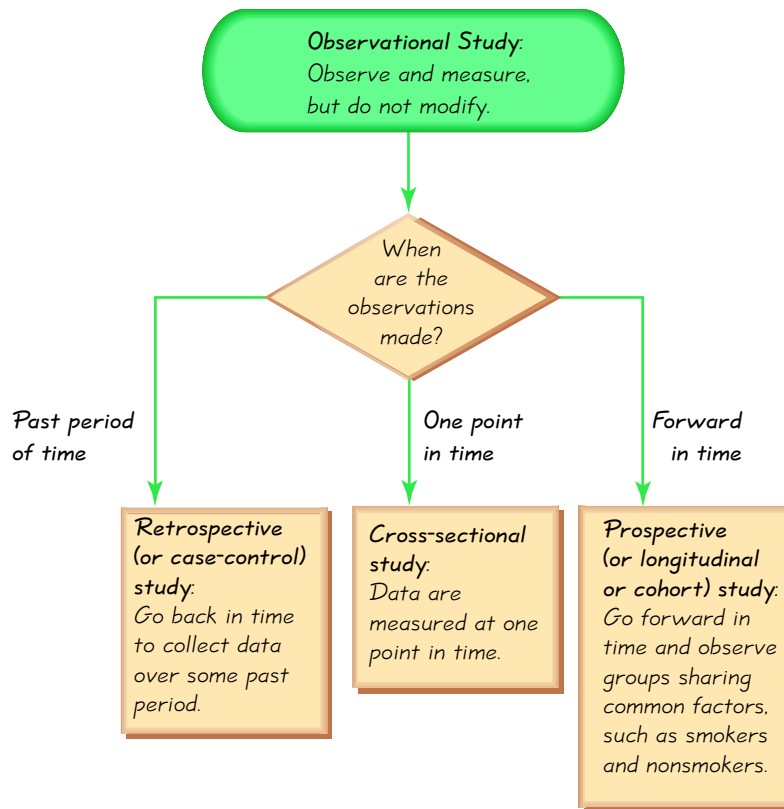 Observational Study:
Observe and measure,
but do not modify.
When
are the
observations
made?
Past period
of time
One point
in time
Forward
in time
Retrospective
(or case-control)
study:
Go back in time
to collect data
over some past
period.
Cross-sectional
study:
Data are
measured at one
point in time.
Prospective
(or longitudinal
or cohort) study:
Go forward in
time and observe
groups sharing
common factors,
such as smokers
and nonsmokers.